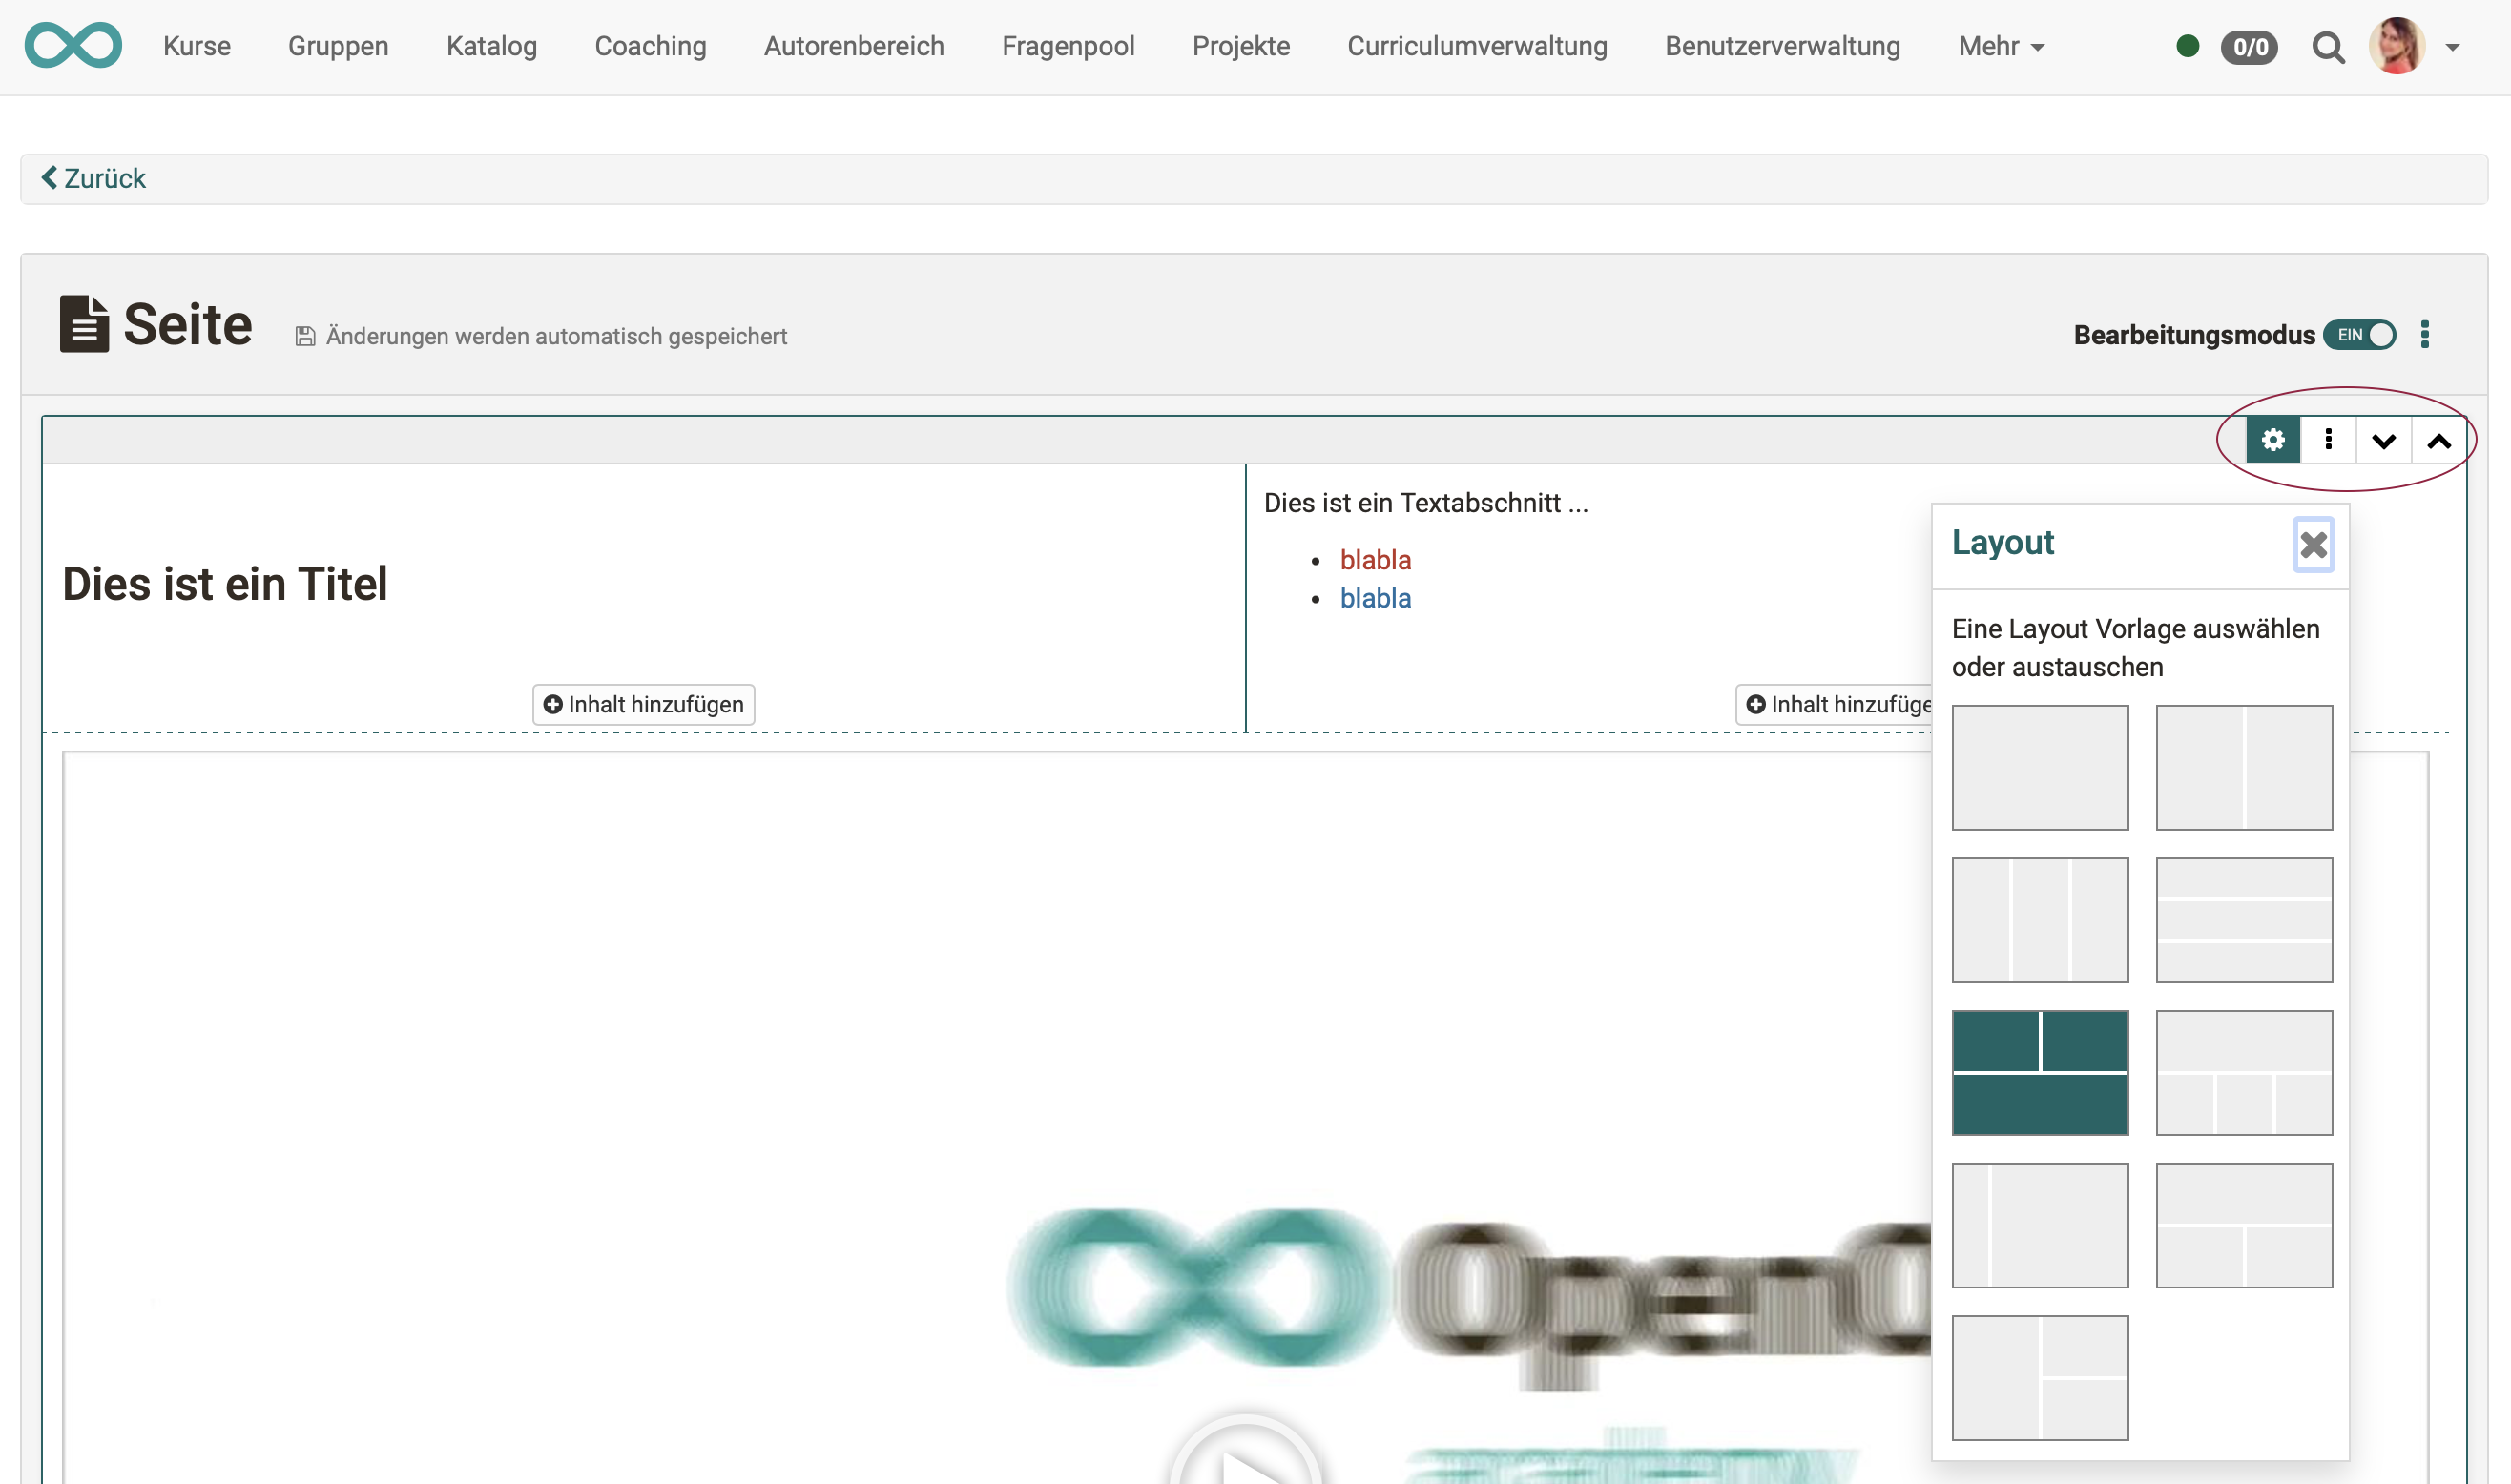 Kurse Gruppen Katalog Coaching Autorenbereich Fragenpool Projekte Curriculumverwaltung Benutzerverwaltung Mehr 0/0
Zurück
Seite Änderungen werden automatisch gespeichert Bearbeitungsmodus EIN
Dies ist ein Titel
Inhalt hinzufügen
Dies ist ein Textabschnitt ...
• blabla
• blabla
Inhalt hinzufüge
Layout
Eine Layout Vorlage auswählen
oder austauschen
OpenO